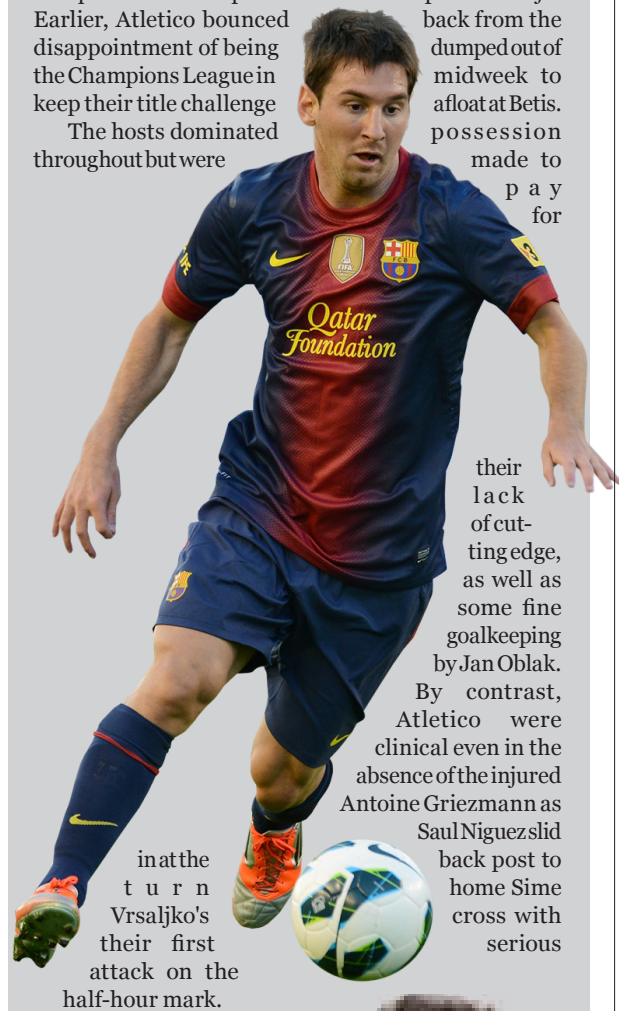 Earlier, Atletico bounced back from the
disappointment of being dumped out of
the Champions League in midweek to
keep their title challenge afloat at Betis.
The hosts dominated possession
throughout but were made to
pay
for
FIFA
FCB
3
Qatar
Foundation
their
lack
of cut-
ting edge,
as well as
some fine
goalkeeping
by Jan Oblak.
By contrast,
Atletico were
clinical even in the
absence of the injured
Antoine Griezmann as
Saul Niguez slid
in at the back post to
turn home Sime
Vrsaljko's cross with
their first serious
attack on the
half-hour mark.